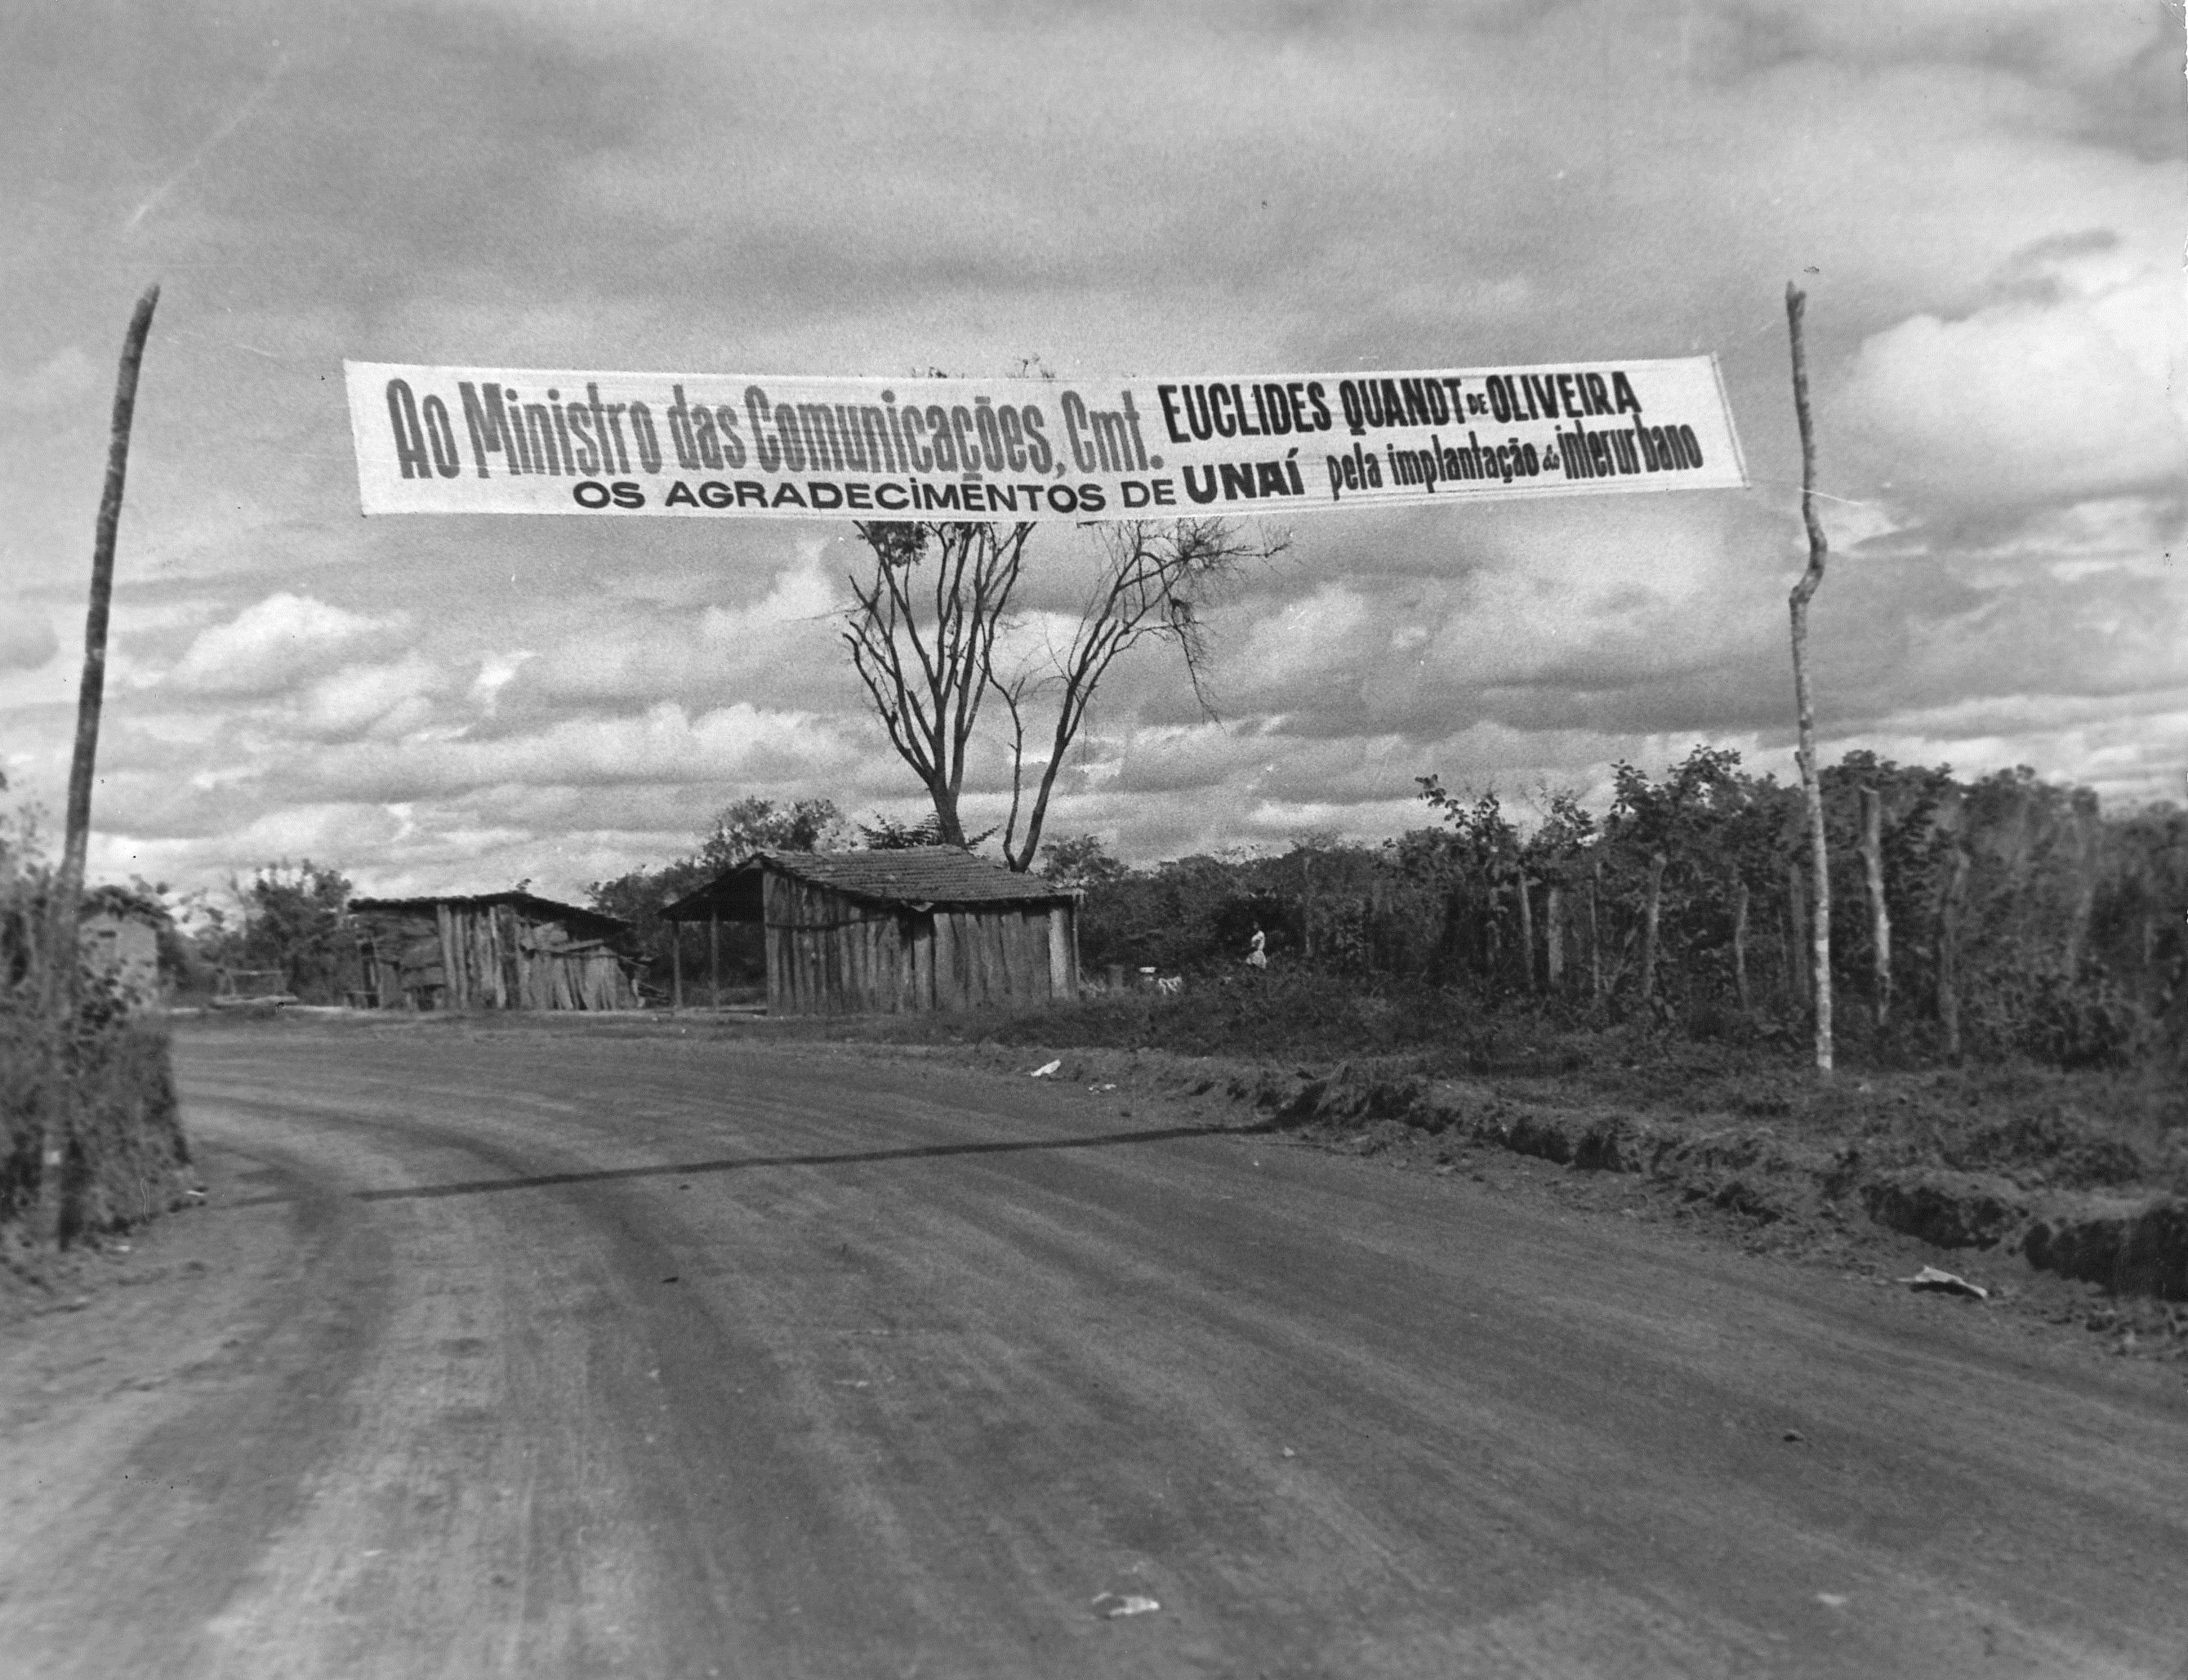 Ao Ministro das Comunicações, Cmt. EUCLIDES QUANDT DE OLIVEIRA
OS AGRADECIMENTOS DE UNAÍ pela implantação do interurbano